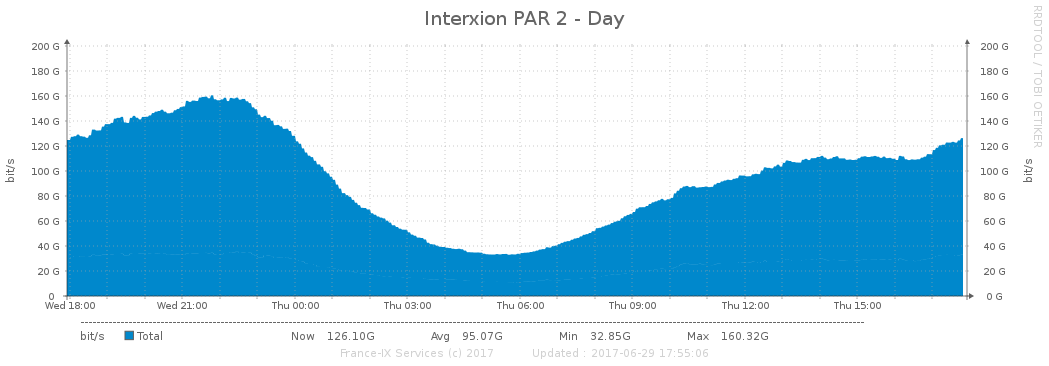 Interxion PAR 2 - Day
RRDTOOL / TOBI OETIKER
bit/s
200 G 200 G
180 G 180 G
160 G 160 G
140 G 140 G
120 G 120 G
100 G 100 G
80 G 80 G
60 G 60 G
40 G 40 G
20 G 20 G
0 0 G
bit/s
Wed 18:00 Wed 21:00 Thu 00:00 Thu 03:00 Thu 06:00 Thu 09:00 Thu 12:00 Thu 15:00
bit/s Total Now 126.10G Avg 95.07G Min 32.85G Max 160.32G
France-IX Services (c) 2017 Updated : 2017-06-29 17:55:06